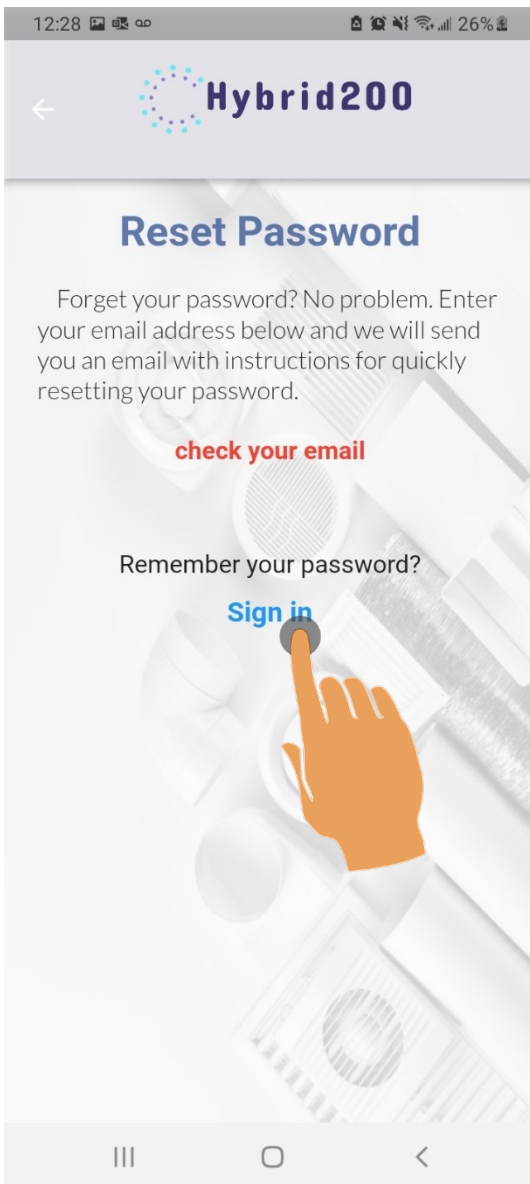 12:28
26%
Hybrid200
Reset Password
Forget your password? No problem. Enter
your email address below and we will send
you an email with instructions for quickly
resetting your password.
check your email
Remember your password?
Sign in